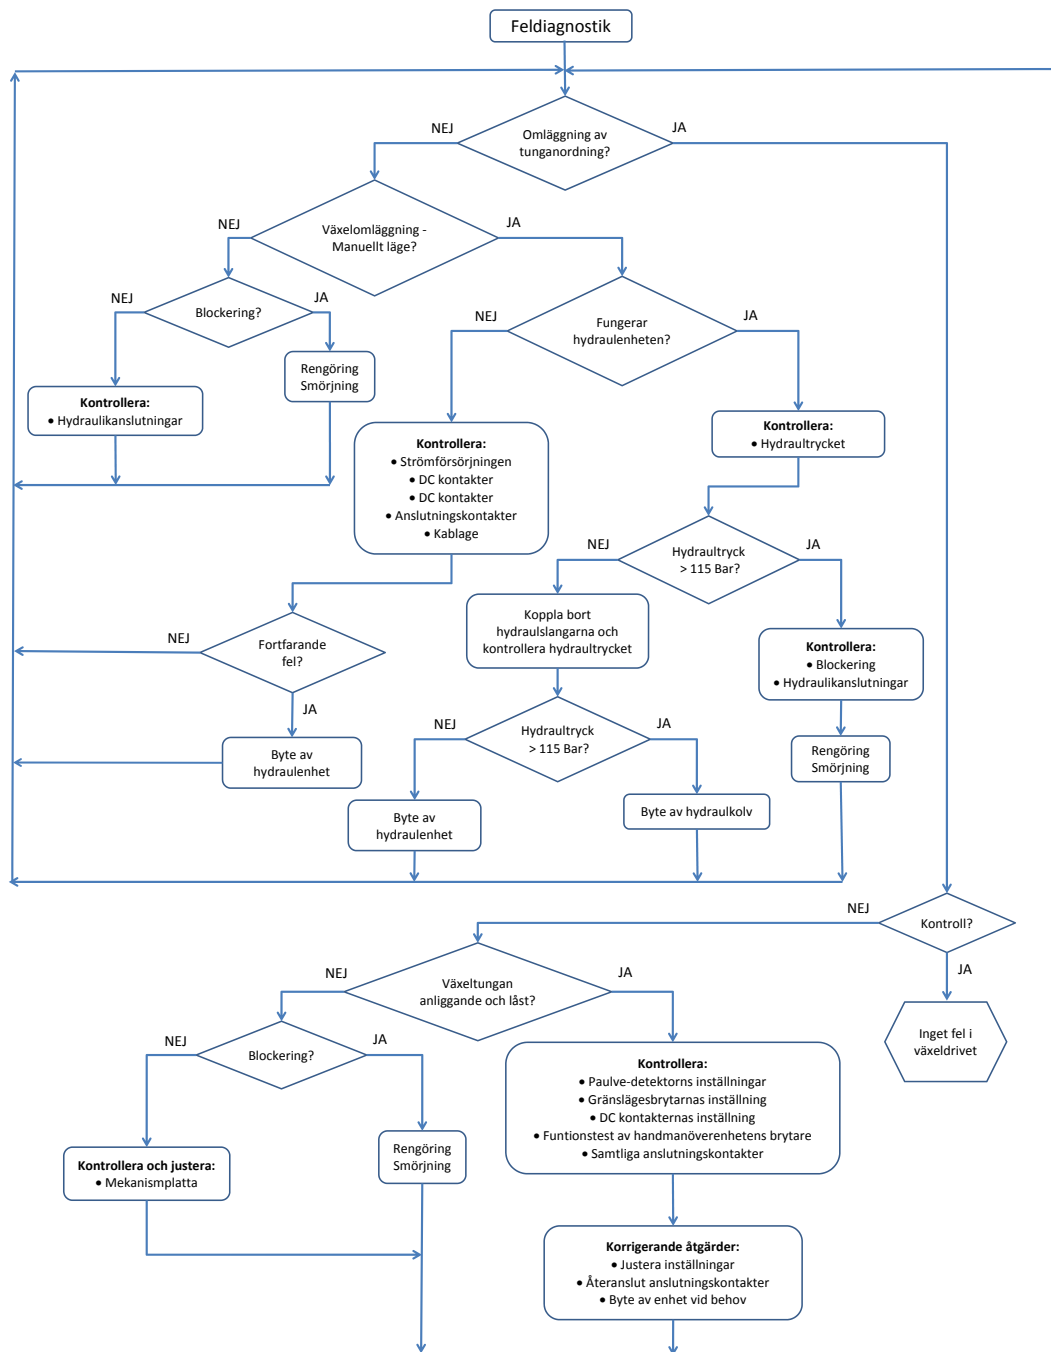 Feldiagnostik
NEJ
JA
Omläggning av
tunganordning?
NEJ
JA
Växelomläggning -
Manuellt läge?
NEJ
JA
Blockering?
NEJ
JA
Fungerar
hydraulenheten?
Rengöring
Smörjning
Kontrollera:
• Hydraulikanslutningar
Kontrollera:
• Strömförsörjningen
• DC kontakter
• DC kontakter
• Anslutningskontakter
• Kablage
Kontrollera:
• Hydraultrycket
NEJ
JA
Hydraultryck
> 115 Bar?
Koppla bort
hydraulslangarna och
kontrollera hydraultrycket
NEJ
Fortfarande
fel?
JA
Kontrollera:
• Blockering
• Hydraulikanslutningar
NEJ
JA
Hydraultryck
> 115 Bar?
Byte av
hydraulenhet
Rengöring
Smörjning
Byte av
hydraulenhet
Byte av hydraulkolv
NEJ
Kontroll?
JA
NEJ
JA
Växeltungan
anliggande och låst?
Inget fel i
växeldrivet
NEJ
JA
Blockering?
Kontrollera:
• Paulve-detektorns inställningar
• Gränslägesbrytarnas inställning
• DC kontakternas inställning
• Funtionstest av handmanöverenhetens brytare
• Samtliga anslutningskontakter
Rengöring
Smörjning
Kontrollera och justera:
• Mekanismplatta
Korrigerande åtgärder:
• Justera inställningar
• Återanslut anslutningskontakter
• Byte av enhet vid behov